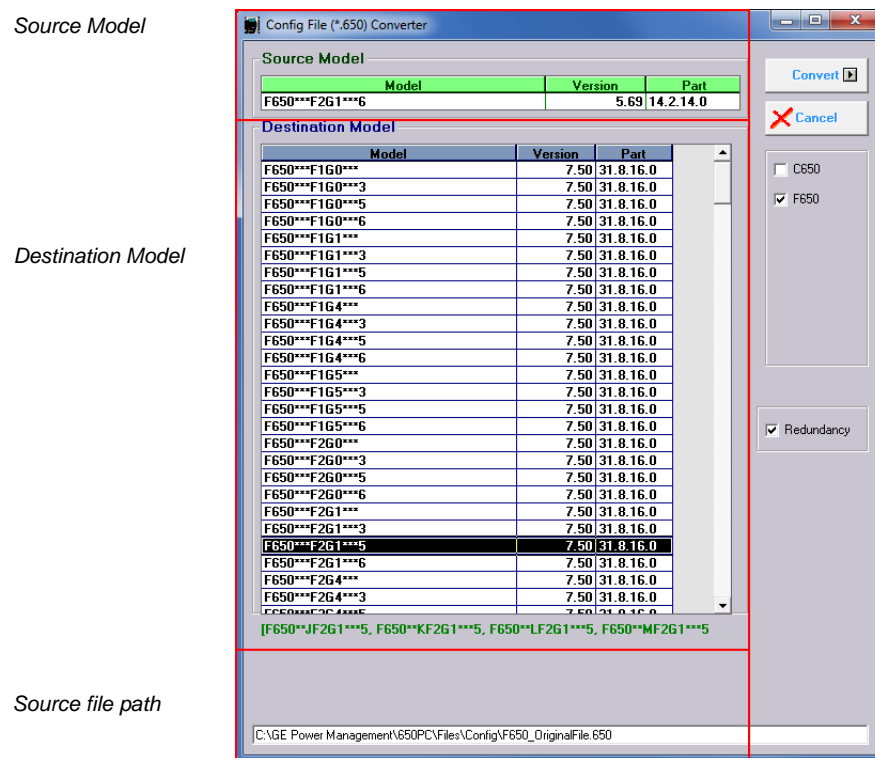 Source Model
Config File (*.650) Converter
Source Model
Model Version Part
F650***F2G1***6 5.69 14.2.14.0
Convert
Cancel
Destination Model
Destination Model
Model Version Part
F650***F1G0*** 7.50 31.8.16.0
F650***F1G0***3 7.50 31.8.16.0
F650***F1G0***5 7.50 31.8.16.0
F650***F1G0***6 7.50 31.8.16.0
F650***F1G1*** 7.50 31.8.16.0
F650***F1G1***3 7.50 31.8.16.0
F650***F1G1***5 7.50 31.8.16.0
F650***F1G1***6 7.50 31.8.16.0
F650***F1G4*** 7.50 31.8.16.0
F650***F1G4***3 7.50 31.8.16.0
F650***F1G4***5 7.50 31.8.16.0
F650***F1G4***6 7.50 31.8.16.0
F650***F1G5*** 7.50 31.8.16.0
F650***F1G5***3 7.50 31.8.16.0
F650***F1G5***5 7.50 31.8.16.0
F650***F1G5***6 7.50 31.8.16.0
F650***F2G0*** 7.50 31.8.16.0
F650***F2G0***3 7.50 31.8.16.0
F650***F2G0***5 7.50 31.8.16.0
F650***F2G0***6 7.50 31.8.16.0
F650***F2G1*** 7.50 31.8.16.0
F650***F2G1***3 7.50 31.8.16.0
F650***F2G1***5 7.50 31.8.16.0
F650***F2G1***6 7.50 31.8.16.0
F650***F2G4*** 7.50 31.8.16.0
F650***F2G4***3 7.50 31.8.16.0
F650***F2G4***5 7.50 31.8.16.0
[F650**JF2G1***5, F650**KF2G1***5, F650**LF2G1***5, F650**MF2G1***5
C650
F650
Redundancy
Source file path
C:\GE Power Management\650PC\Files\Config\F650_OriginalFile.650